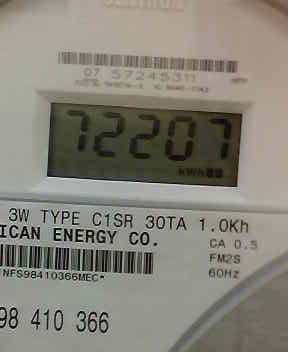 07 57245311
72207
kWh
3W TYPE C1SR 30TA 1.0Kh
ICAN ENERGY CO.
CA 0.5
FM2S
NFS98410366MEC*
60Hz
98 410 366